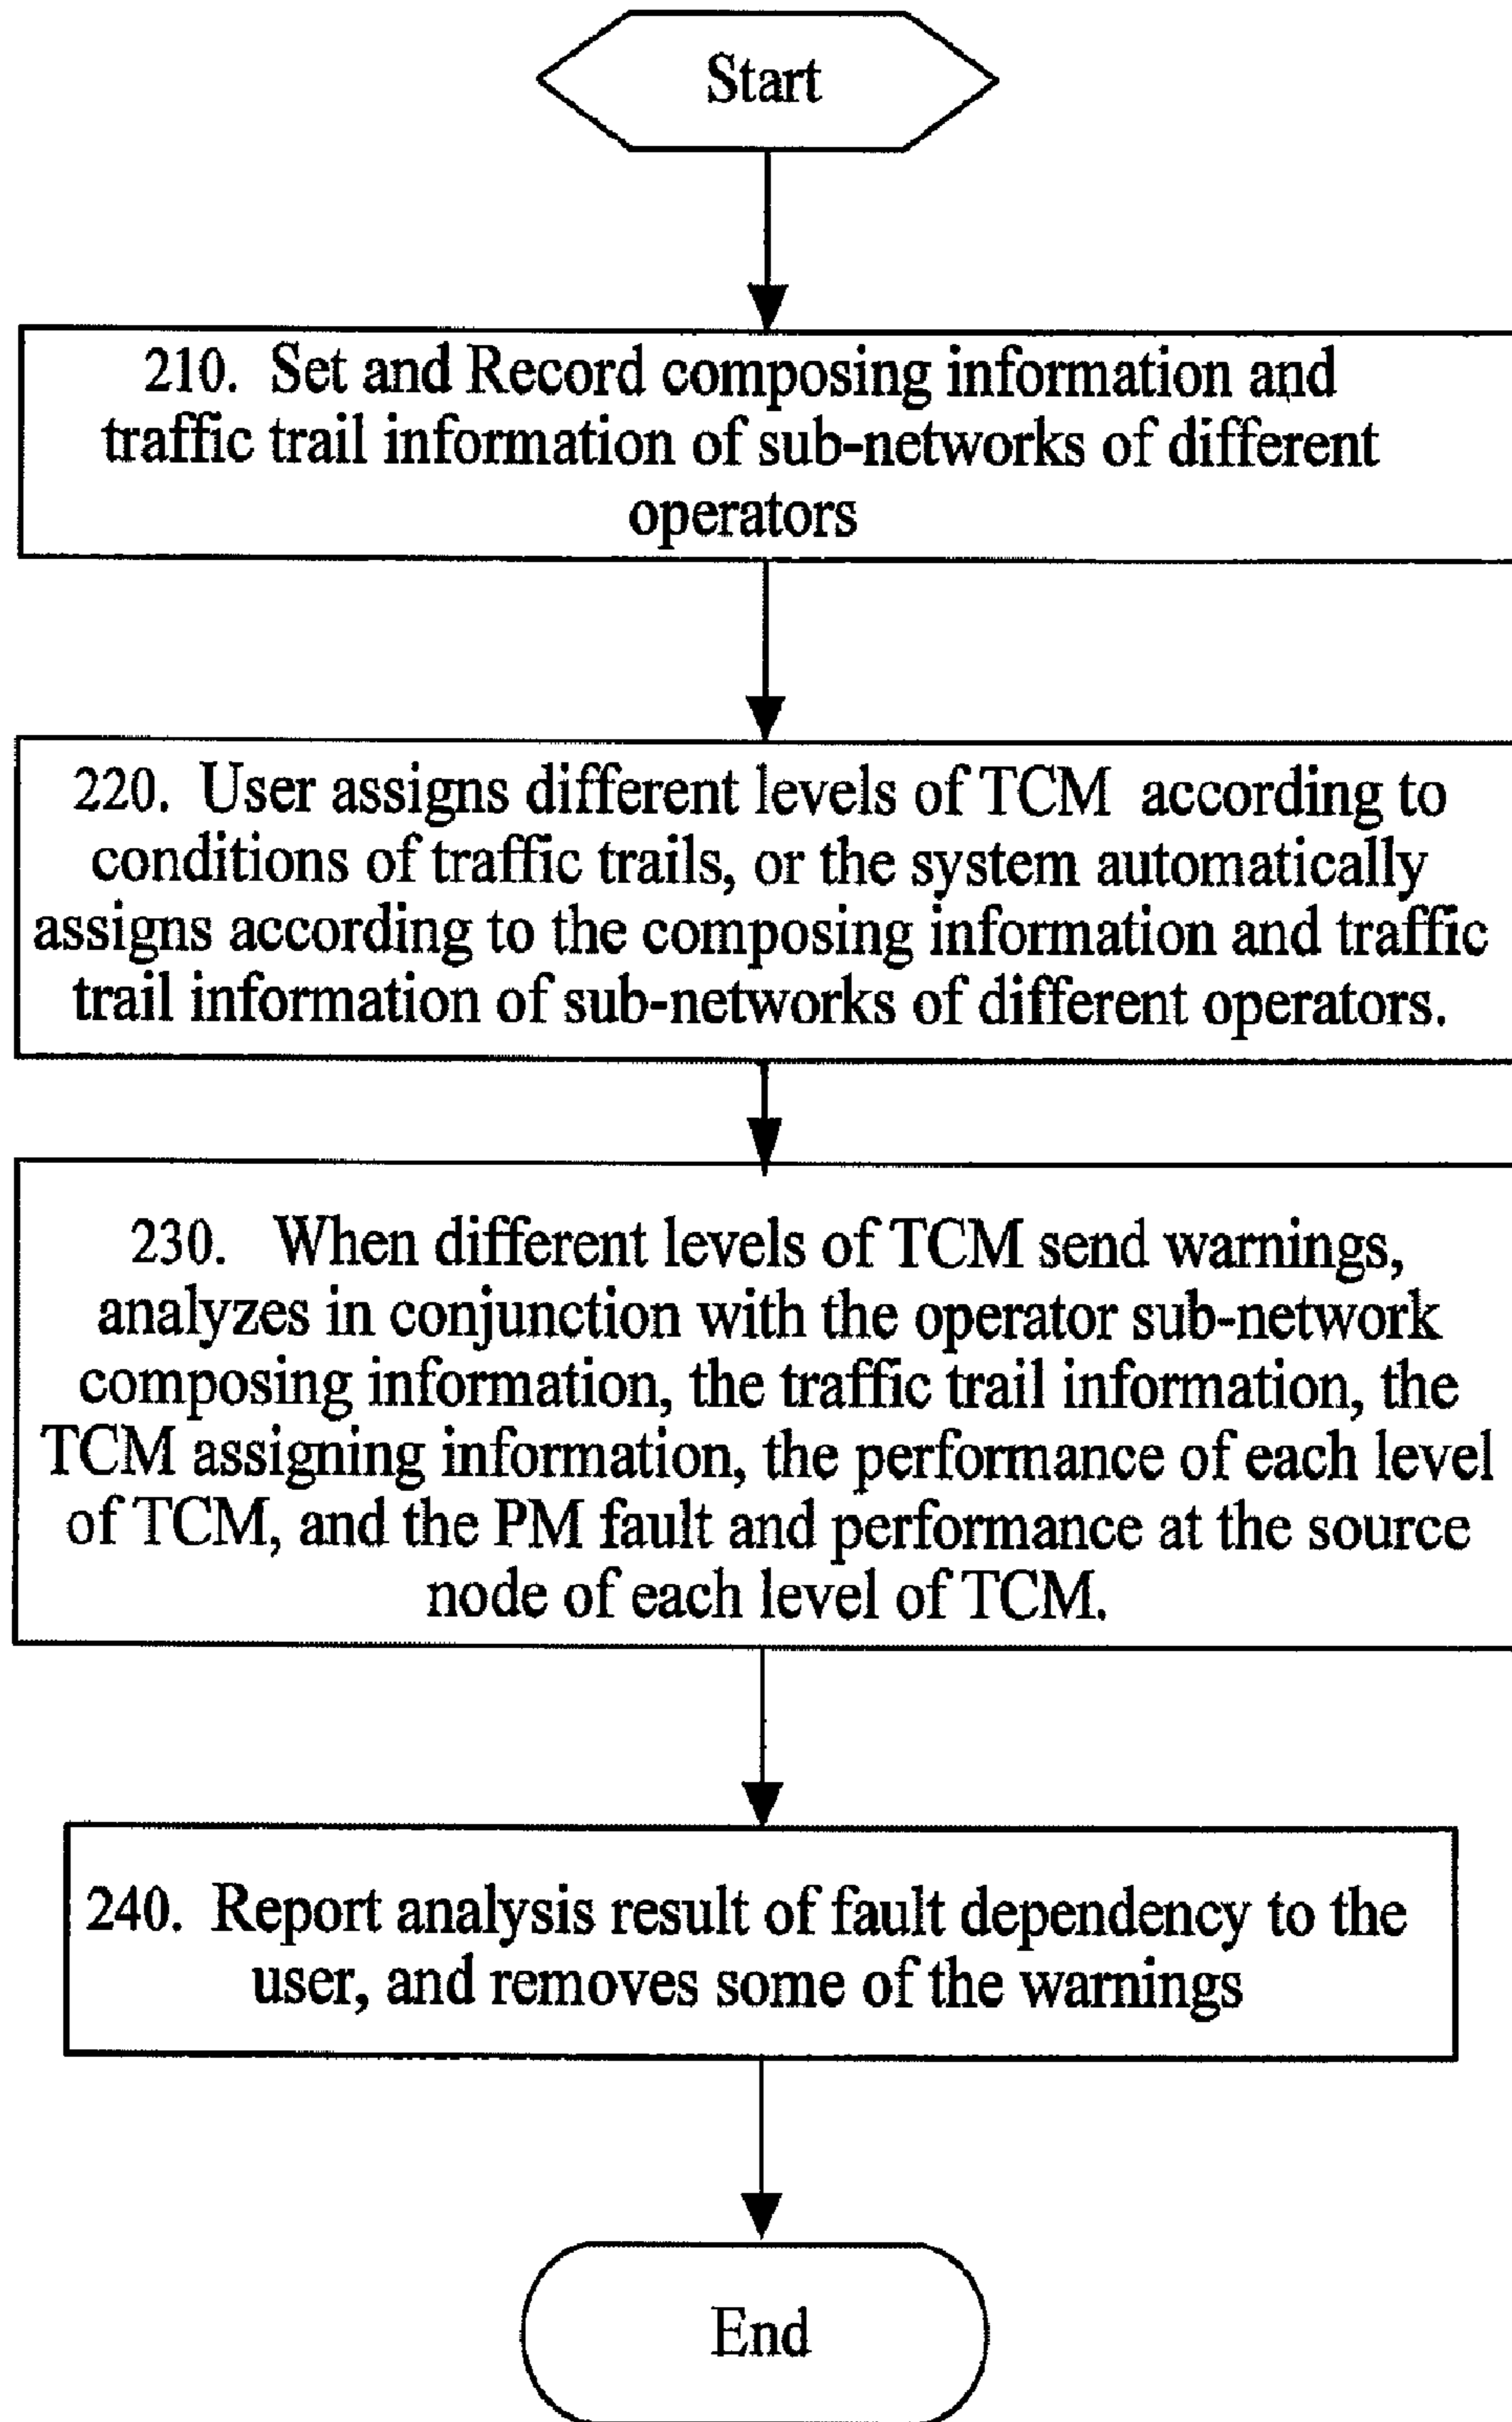 Start
210. Set and Record composing information and
traffic trail information of sub-networks of different
operators
220. User assigns different levels of TCM according to
conditions of traffic trails, or the system automatically
assigns according to the composing information and traffic
trail information of sub-networks of different operators.
230. When different levels of TCM send warnings,
analyzes in conjunction with the operator sub-network
composing information, the traffic trail information, the
TCM assigning information, the performance of each level
of TCM, and the PM fault and performance at the source
node of each level of TCM.
240. Report analysis result of fault dependency to the
user, and removes some of the warnings
End